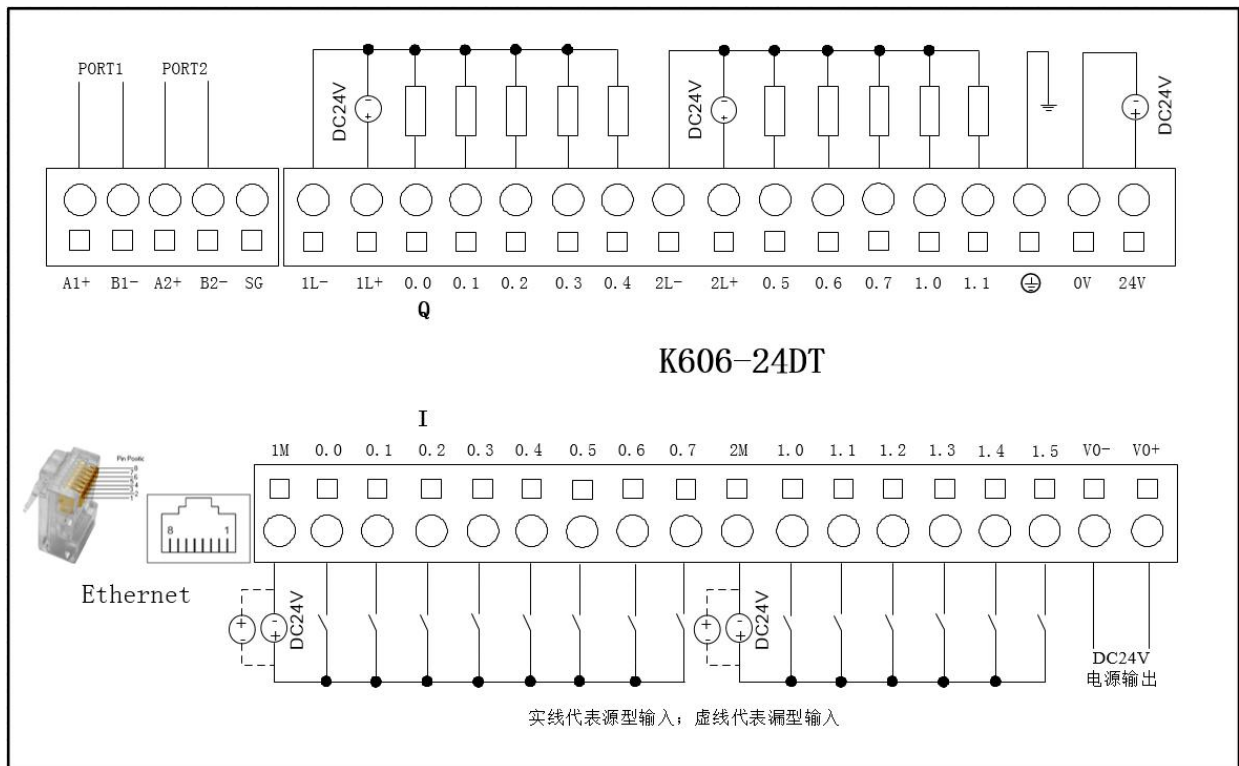 PORT1 PORT2
DC24V DC24V DC24V
A1+ B1- A2+ B2- SG 1L- 1L+ 0.0 0.1 0.2 0.3 0.4 2L- 2L+ 0.5 0.6 0.7 1.0 1.1 0V 24V
Q
K606-24DT
I
1M 0.0 0.1 0.2 0.3 0.4 0.5 0.6 0.7 2M 1.0 1.1 1.2 1.3 1.4 1.5 V0- V0+
8 1
Ethernet
DC24V DC24V
DC24V
电源输出
实线代表源型输入；虚线代表漏型输入